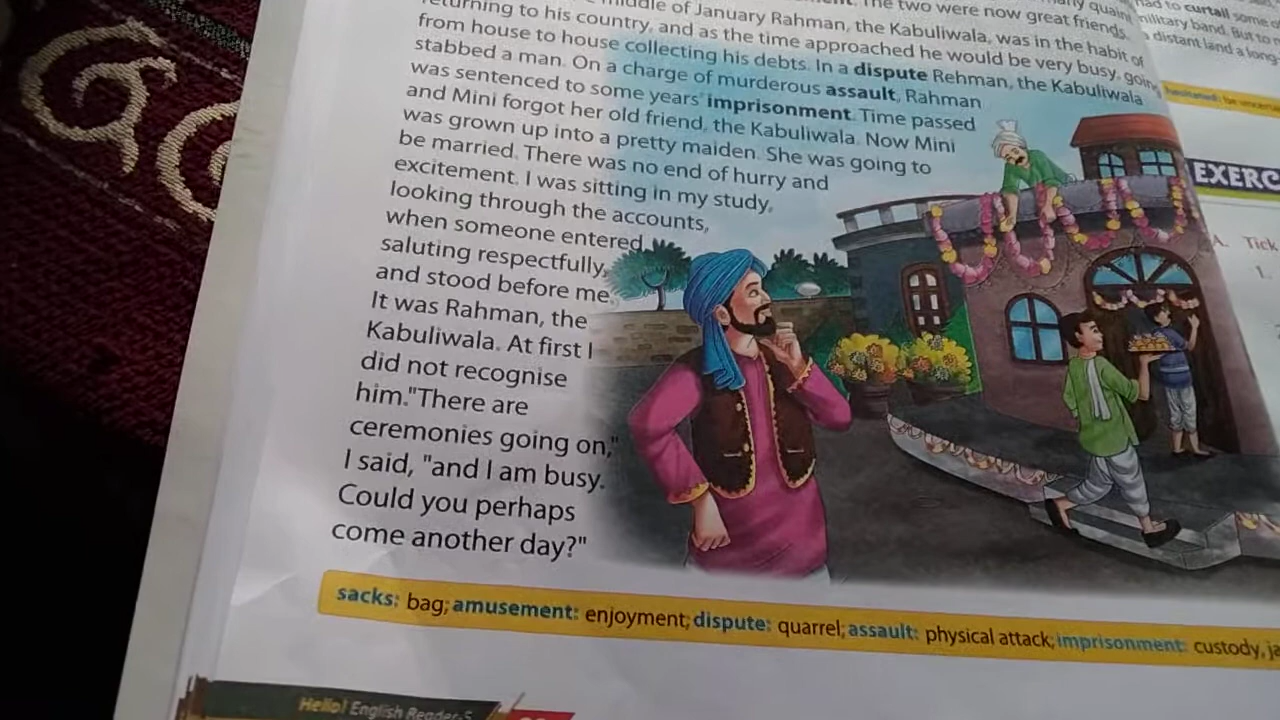 The two were now great friends.
middle of January Rahman, the Kabuliwala, was in the habit of
returning to his country, and as the time approached he would be very busy, going
from house to house collecting his debts. In a dispute Rehman, the Kabuliwala
stabbed a man. On a charge of murderous assault, Rahman
was sentenced to some years' imprisonment. Time passed
and Mini forgot her old friend, the Kabuliwala. Now Mini
was grown up into a pretty maiden. She was going to
be married. There was no end of hurry and
excitement. I was sitting in my study,
looking through the accounts,
when someone entered,
saluting respectfully,
and stood before me.
It was Rahman, the
Kabuliwala. At first I
did not recognise
him."There are
ceremonies going on,"
I said, "and I am busy.
Could you perhaps
come another day?"
sacks: bag; amusement: enjoyment; dispute: quarrel; assault: physical attack; imprisonment: custody,
Hello! English Reader-5
had to curtail some
military band. But to
distant land a long-
EXERC
A. Tick
1.